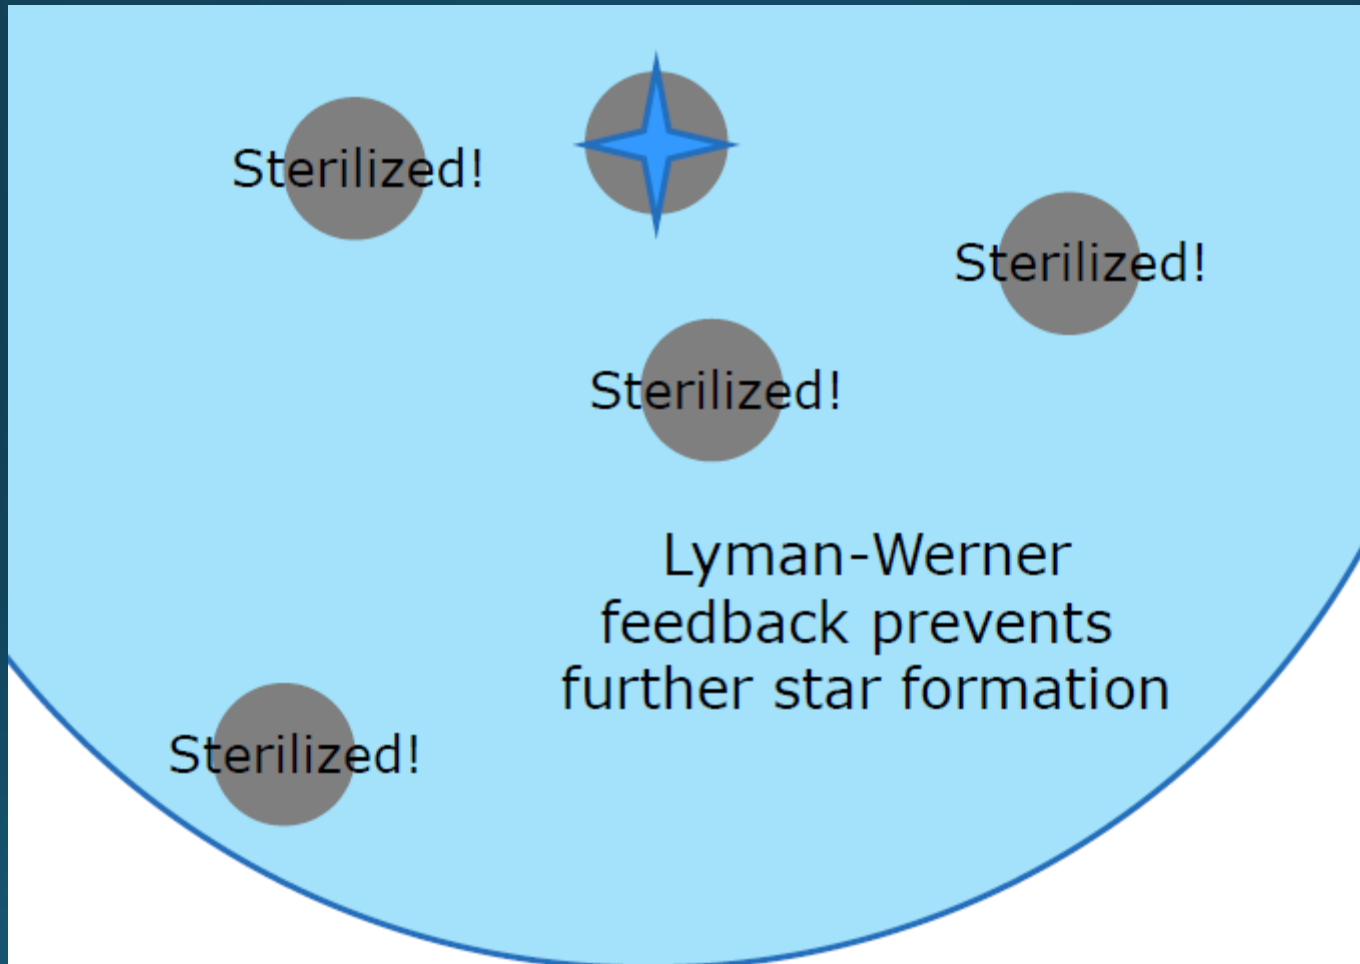 Sterilized!
Sterilized!
Sterilized!
Lyman-Werner
feedback prevents
further star formation
Sterilized!